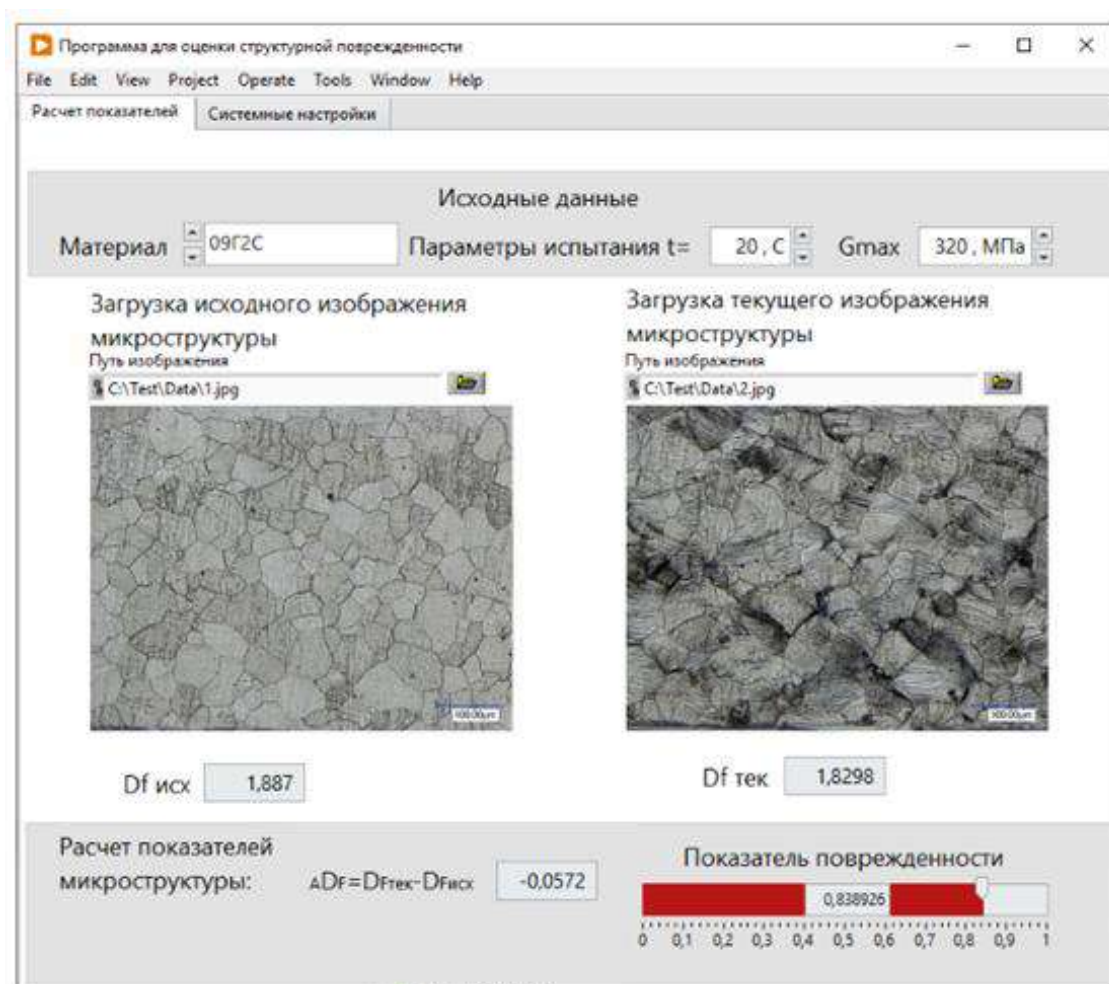 Программа для оценки структурной поврежденности
File Edit View Project Operate Tools Window Help
Расчет показателей Системные настройки
Исходные данные
Материал 09Г2С Параметры испытания t= 20 , C Gmax 320 , МПа
Загрузка исходного изображения
микроструктуры
Путь изображения
C:\Test\Data\1.jpg
100.00µm
Загрузка текущего изображения
микроструктуры
Путь изображения
C:\Test\Data\2.jpg
100.00µm
Df исх 1,887
Df тек 1,8298
Расчет показателей
микроструктуры: ΔDF=DFтек-DFисх -0,0572
Показатель поврежденности
0,838926
0 0,1 0,2 0,3 0,4 0,5 0,6 0,7 0,8 0,9 1